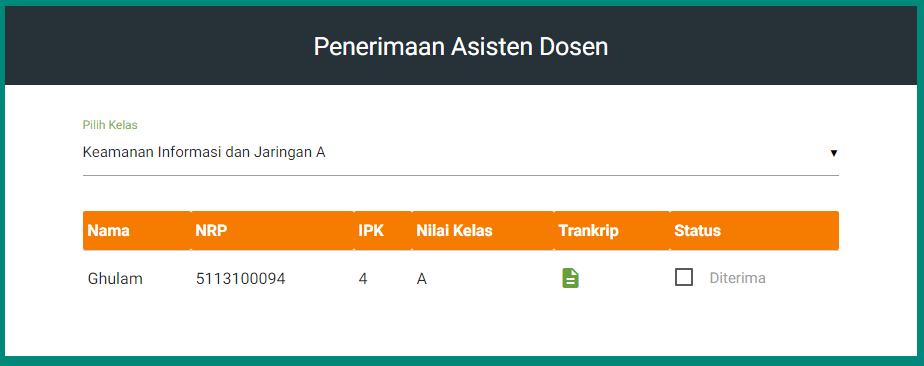 Penerimaan Asisten Dosen
Pilih Kelas
Keamanan Informasi dan Jaringan A
Nama NRP IPK Nilai Kelas Trankrip Status
Ghulam 5113100094 4 A Diterima